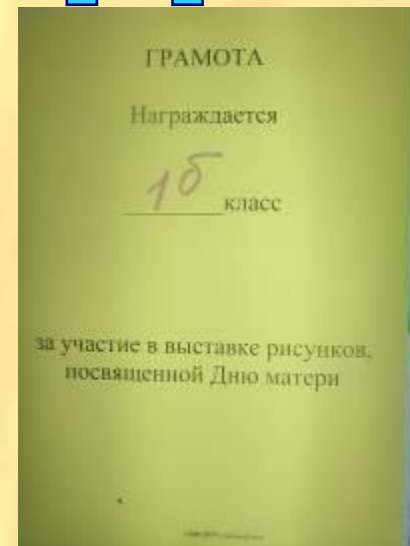 ГРАМОТА
Награждается
1б класс
за участие в выставке рисунков,
посвященной Дню матери